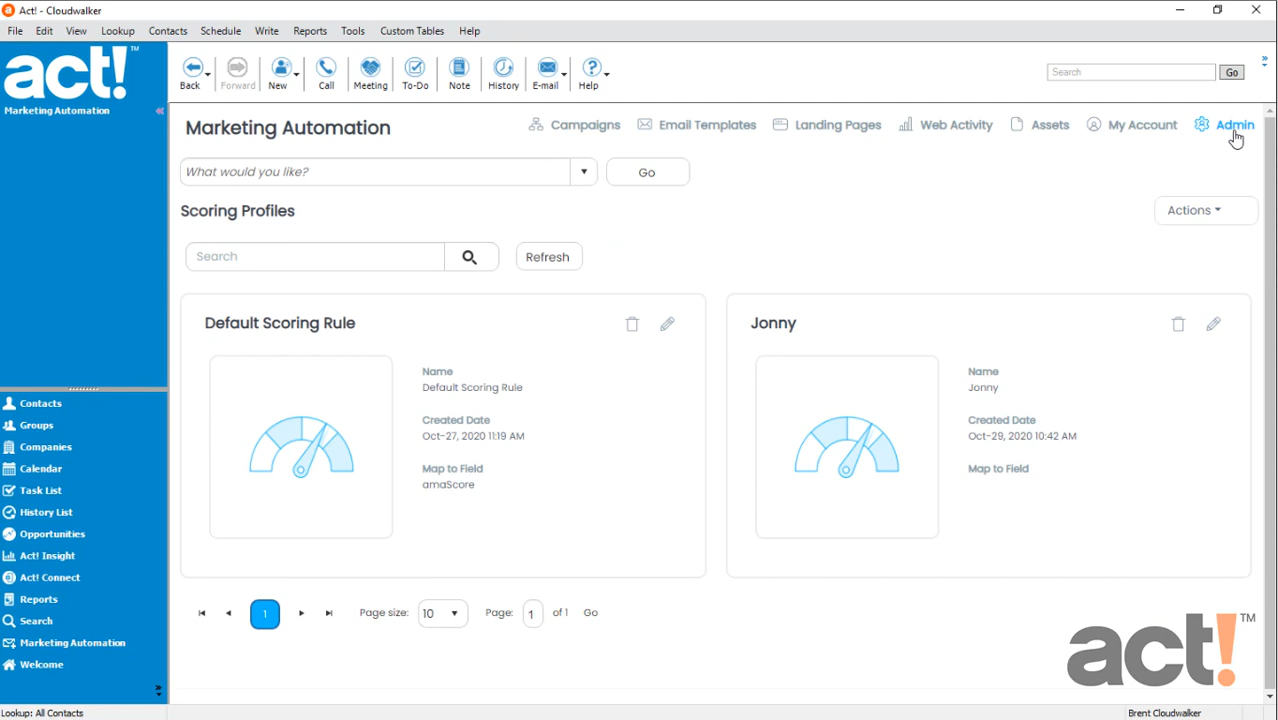 Act! - Cloudwalker
File Edit View Lookup Contacts Schedule Write Reports Tools Custom Tables Help
act!™
Marketing Automation
Back Forward New Call Meeting To-Do Note History E-mail Help
Search Go
Marketing Automation
Campaigns Email Templates Landing Pages Web Activity Assets My Account Admin
What would you like? Go
Scoring Profiles
Actions
Search Refresh
Default Scoring Rule
Name
Default Scoring Rule
Created Date
Oct-27, 2020 11:19 AM
Map to Field
amaScore
Jonny
Name
Jonny
Created Date
Oct-29, 2020 10:42 AM
Map to Field
1 Page size: 10 Page: 1 of 1 Go
Contacts
Groups
Companies
Calendar
Task List
History List
Opportunities
Act! Insight
Act! Connect
Reports
Search
Marketing Automation
Welcome
act!™
Lookup: All Contacts
Brent Cloudwalker